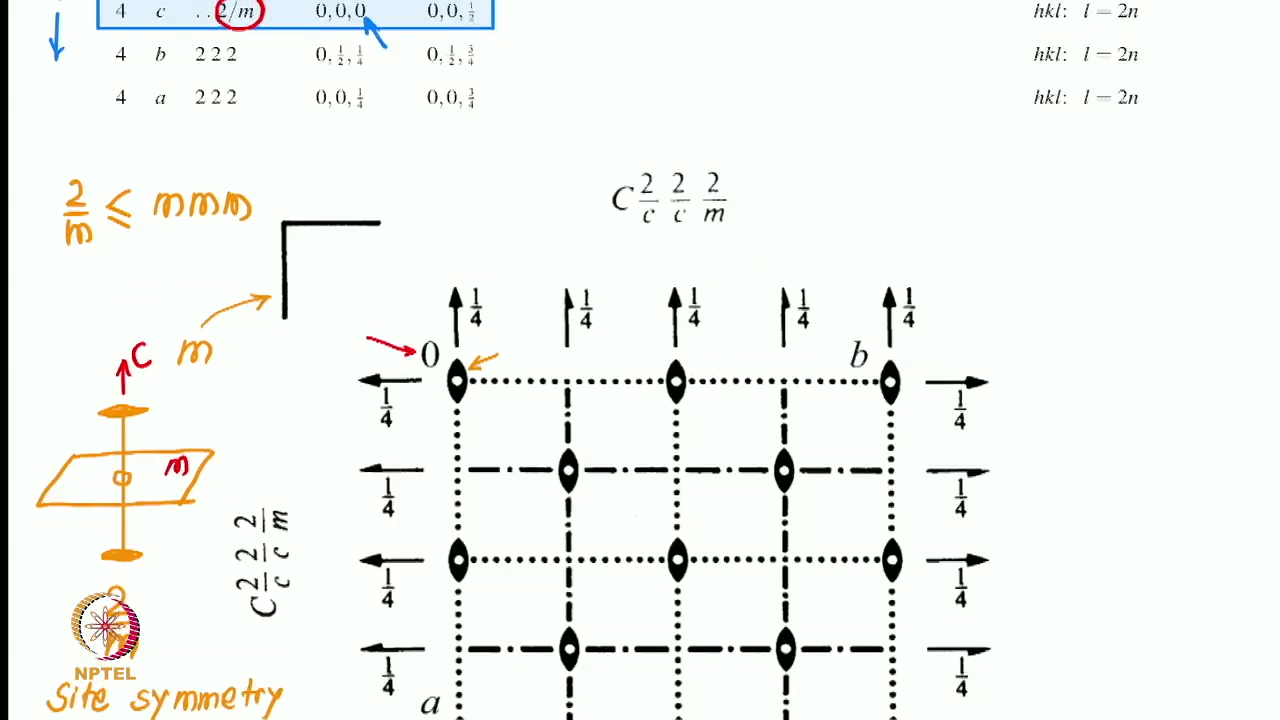 4 c ..2/m 0,0,0 0,0,1/2 hkl: l = 2n
4 b 222 0,1/2,1/4 0,1/2,3/4 hkl: l = 2n
4 a 222 0,0,1/4 0,0,3/4 hkl: l = 2n
2/m ≤ mmm
C 2/c 2/c 2/m
1/4 1/4 1/4 1/4 1/4
m
C
0 b
1/4 1/4
m
1/4 1/4
C 2/c 2/c 2/m
1/4 1/4
2/m
NPTEL
1/4 1/4
Site symmetry
a